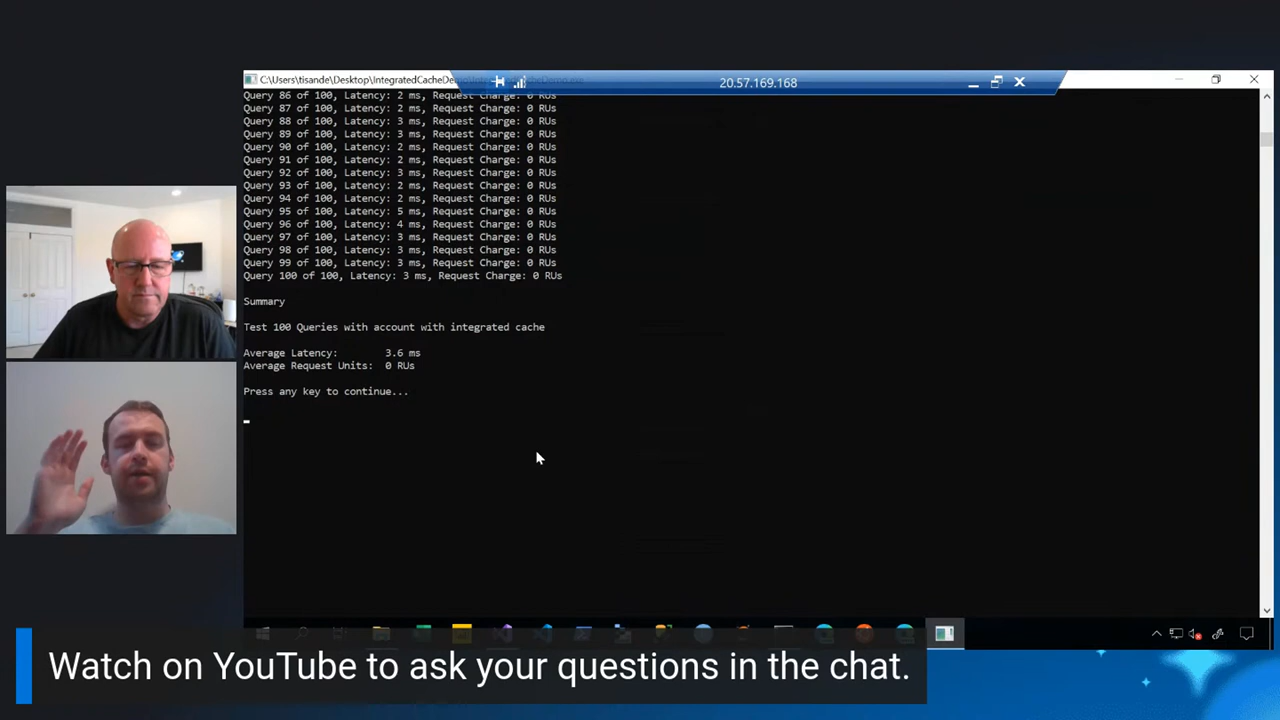 C:\Users\tisande\Desktop\IntegratedCacheDemo
20.57.169.168
Query 86 of 100, Latency: 2 ms, Request Charge: 0 RUs
Query 87 of 100, Latency: 2 ms, Request Charge: 0 RUs
Query 88 of 100, Latency: 3 ms, Request Charge: 0 RUs
Query 89 of 100, Latency: 3 ms, Request Charge: 0 RUs
Query 90 of 100, Latency: 2 ms, Request Charge: 0 RUs
Query 91 of 100, Latency: 2 ms, Request Charge: 0 RUs
Query 92 of 100, Latency: 3 ms, Request Charge: 0 RUs
Query 93 of 100, Latency: 2 ms, Request Charge: 0 RUs
Query 94 of 100, Latency: 2 ms, Request Charge: 0 RUs
Query 95 of 100, Latency: 5 ms, Request Charge: 0 RUs
Query 96 of 100, Latency: 4 ms, Request Charge: 0 RUs
Query 97 of 100, Latency: 3 ms, Request Charge: 0 RUs
Query 98 of 100, Latency: 3 ms, Request Charge: 0 RUs
Query 99 of 100, Latency: 3 ms, Request Charge: 0 RUs
Query 100 of 100, Latency: 3 ms, Request Charge: 0 RUs
Summary
Test 100 Queries with account with integrated cache
Average Latency: 3.6 ms
Average Request Units: 0 RUs
Press any key to continue...
Watch on YouTube to ask your questions in the chat.